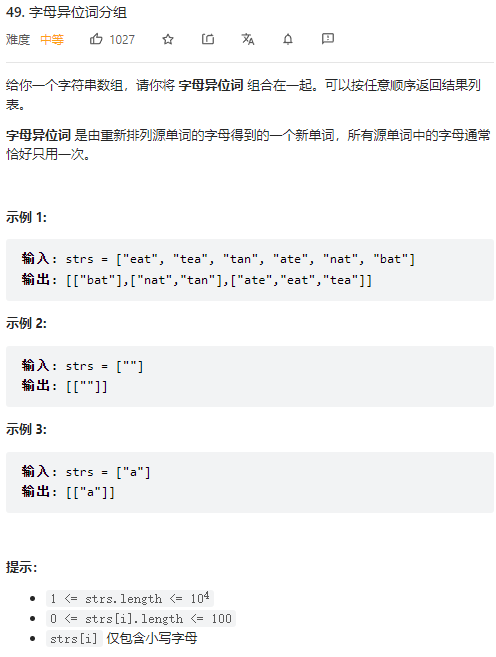 49. 字母异位词分组
难度 中等 1027
给你一个字符串数组，请你将 字母异位词 组合在一起。可以按任意顺序返回结果列
表。
字母异位词 是由重新排列源单词的字母得到的一个新单词，所有源单词中的字母通常
恰好只用一次。
示例 1:
输入: strs = ["eat", "tea", "tan", "ate", "nat", "bat"]
输出: [["bat"],["nat","tan"],["ate","eat","tea"]]
示例 2:
输入: strs = [""]
输出: [[""]]
示例 3:
输入: strs = ["a"]
输出: [["a"]]
提示：
1 <= strs.length <= 10⁴
0 <= strs[i].length <= 100
strs[i] 仅包含小写字母